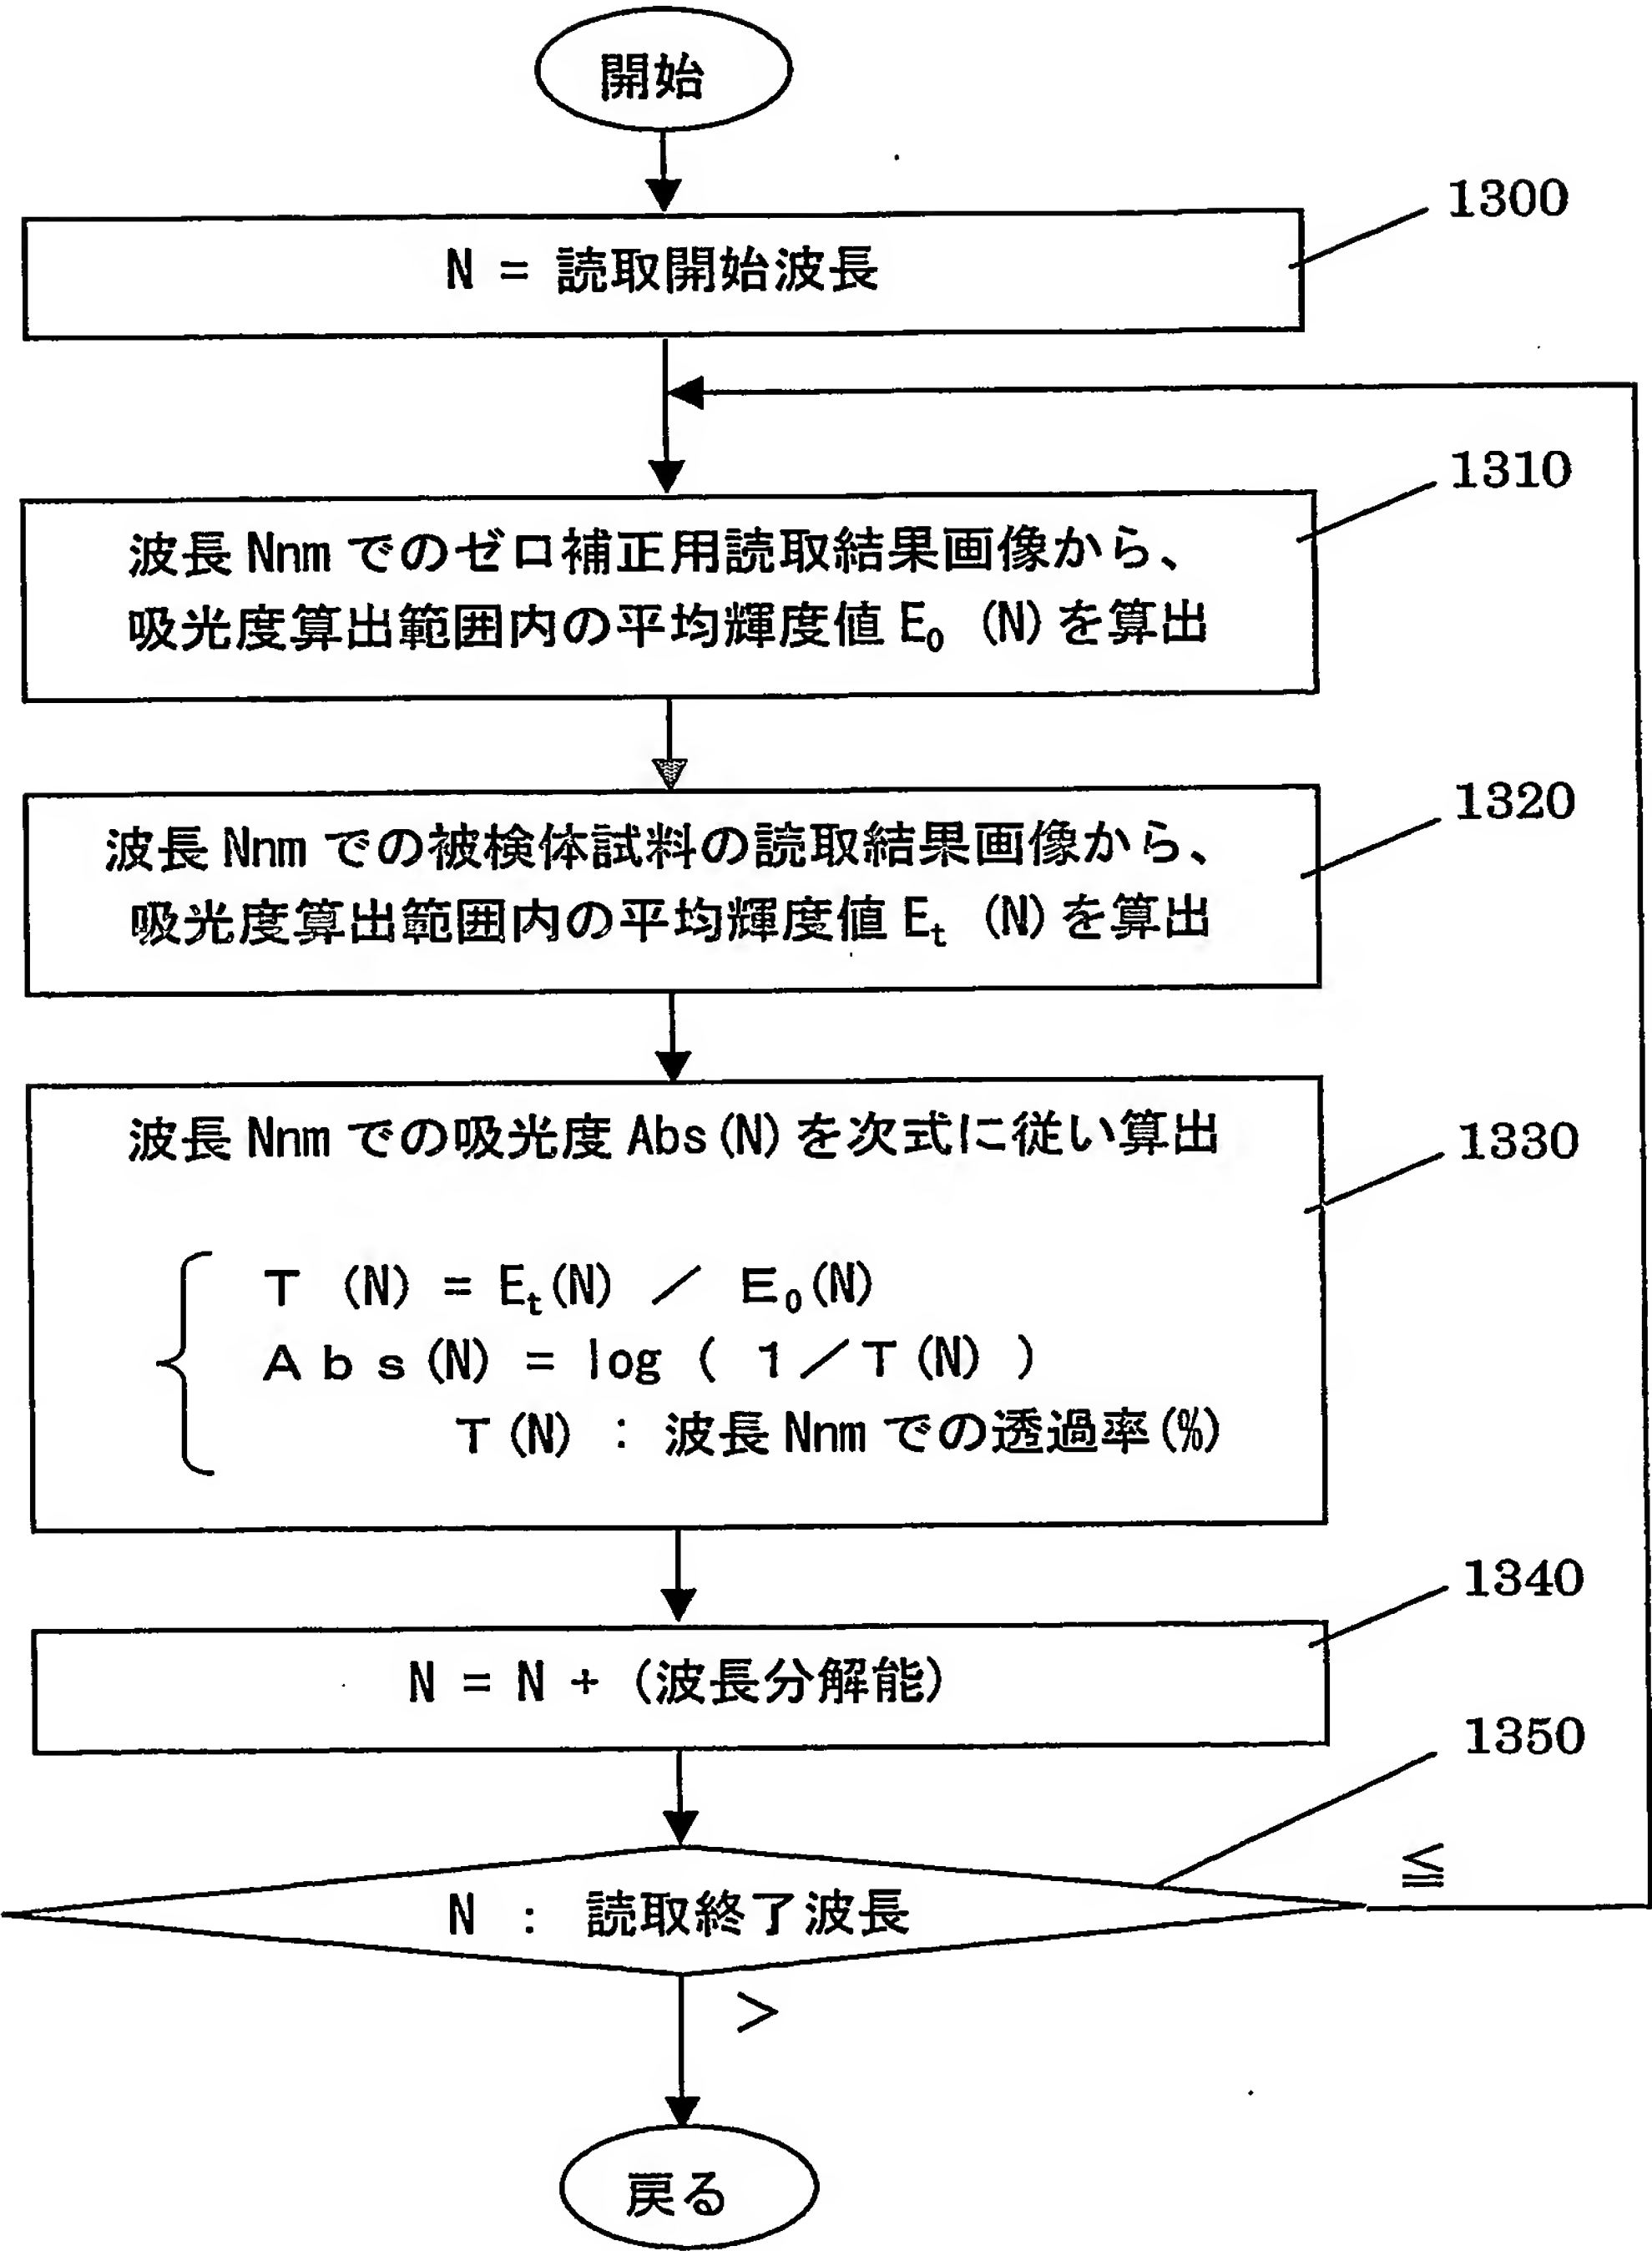 開始
1300
N = 読取開始波長
1310
波長 Nnm でのゼロ補正用読取結果画像から、
吸光度算出範囲内の平均輝度値 E₀ (N) を算出
1320
波長 Nnm での被検体試料の読取結果画像から、
吸光度算出範囲内の平均輝度値 Eₜ (N) を算出
1330
波長 Nnm での吸光度 Abs(N) を次式に従い算出
T (N) = Eₜ(N) ／ E₀(N)
Abs(N) = log ( 1／T(N) )
T(N) : 波長 Nnm での透過率(%)
1340
N = N + (波長分解能)
1350
≦
N : 読取終了波長
>
戻る